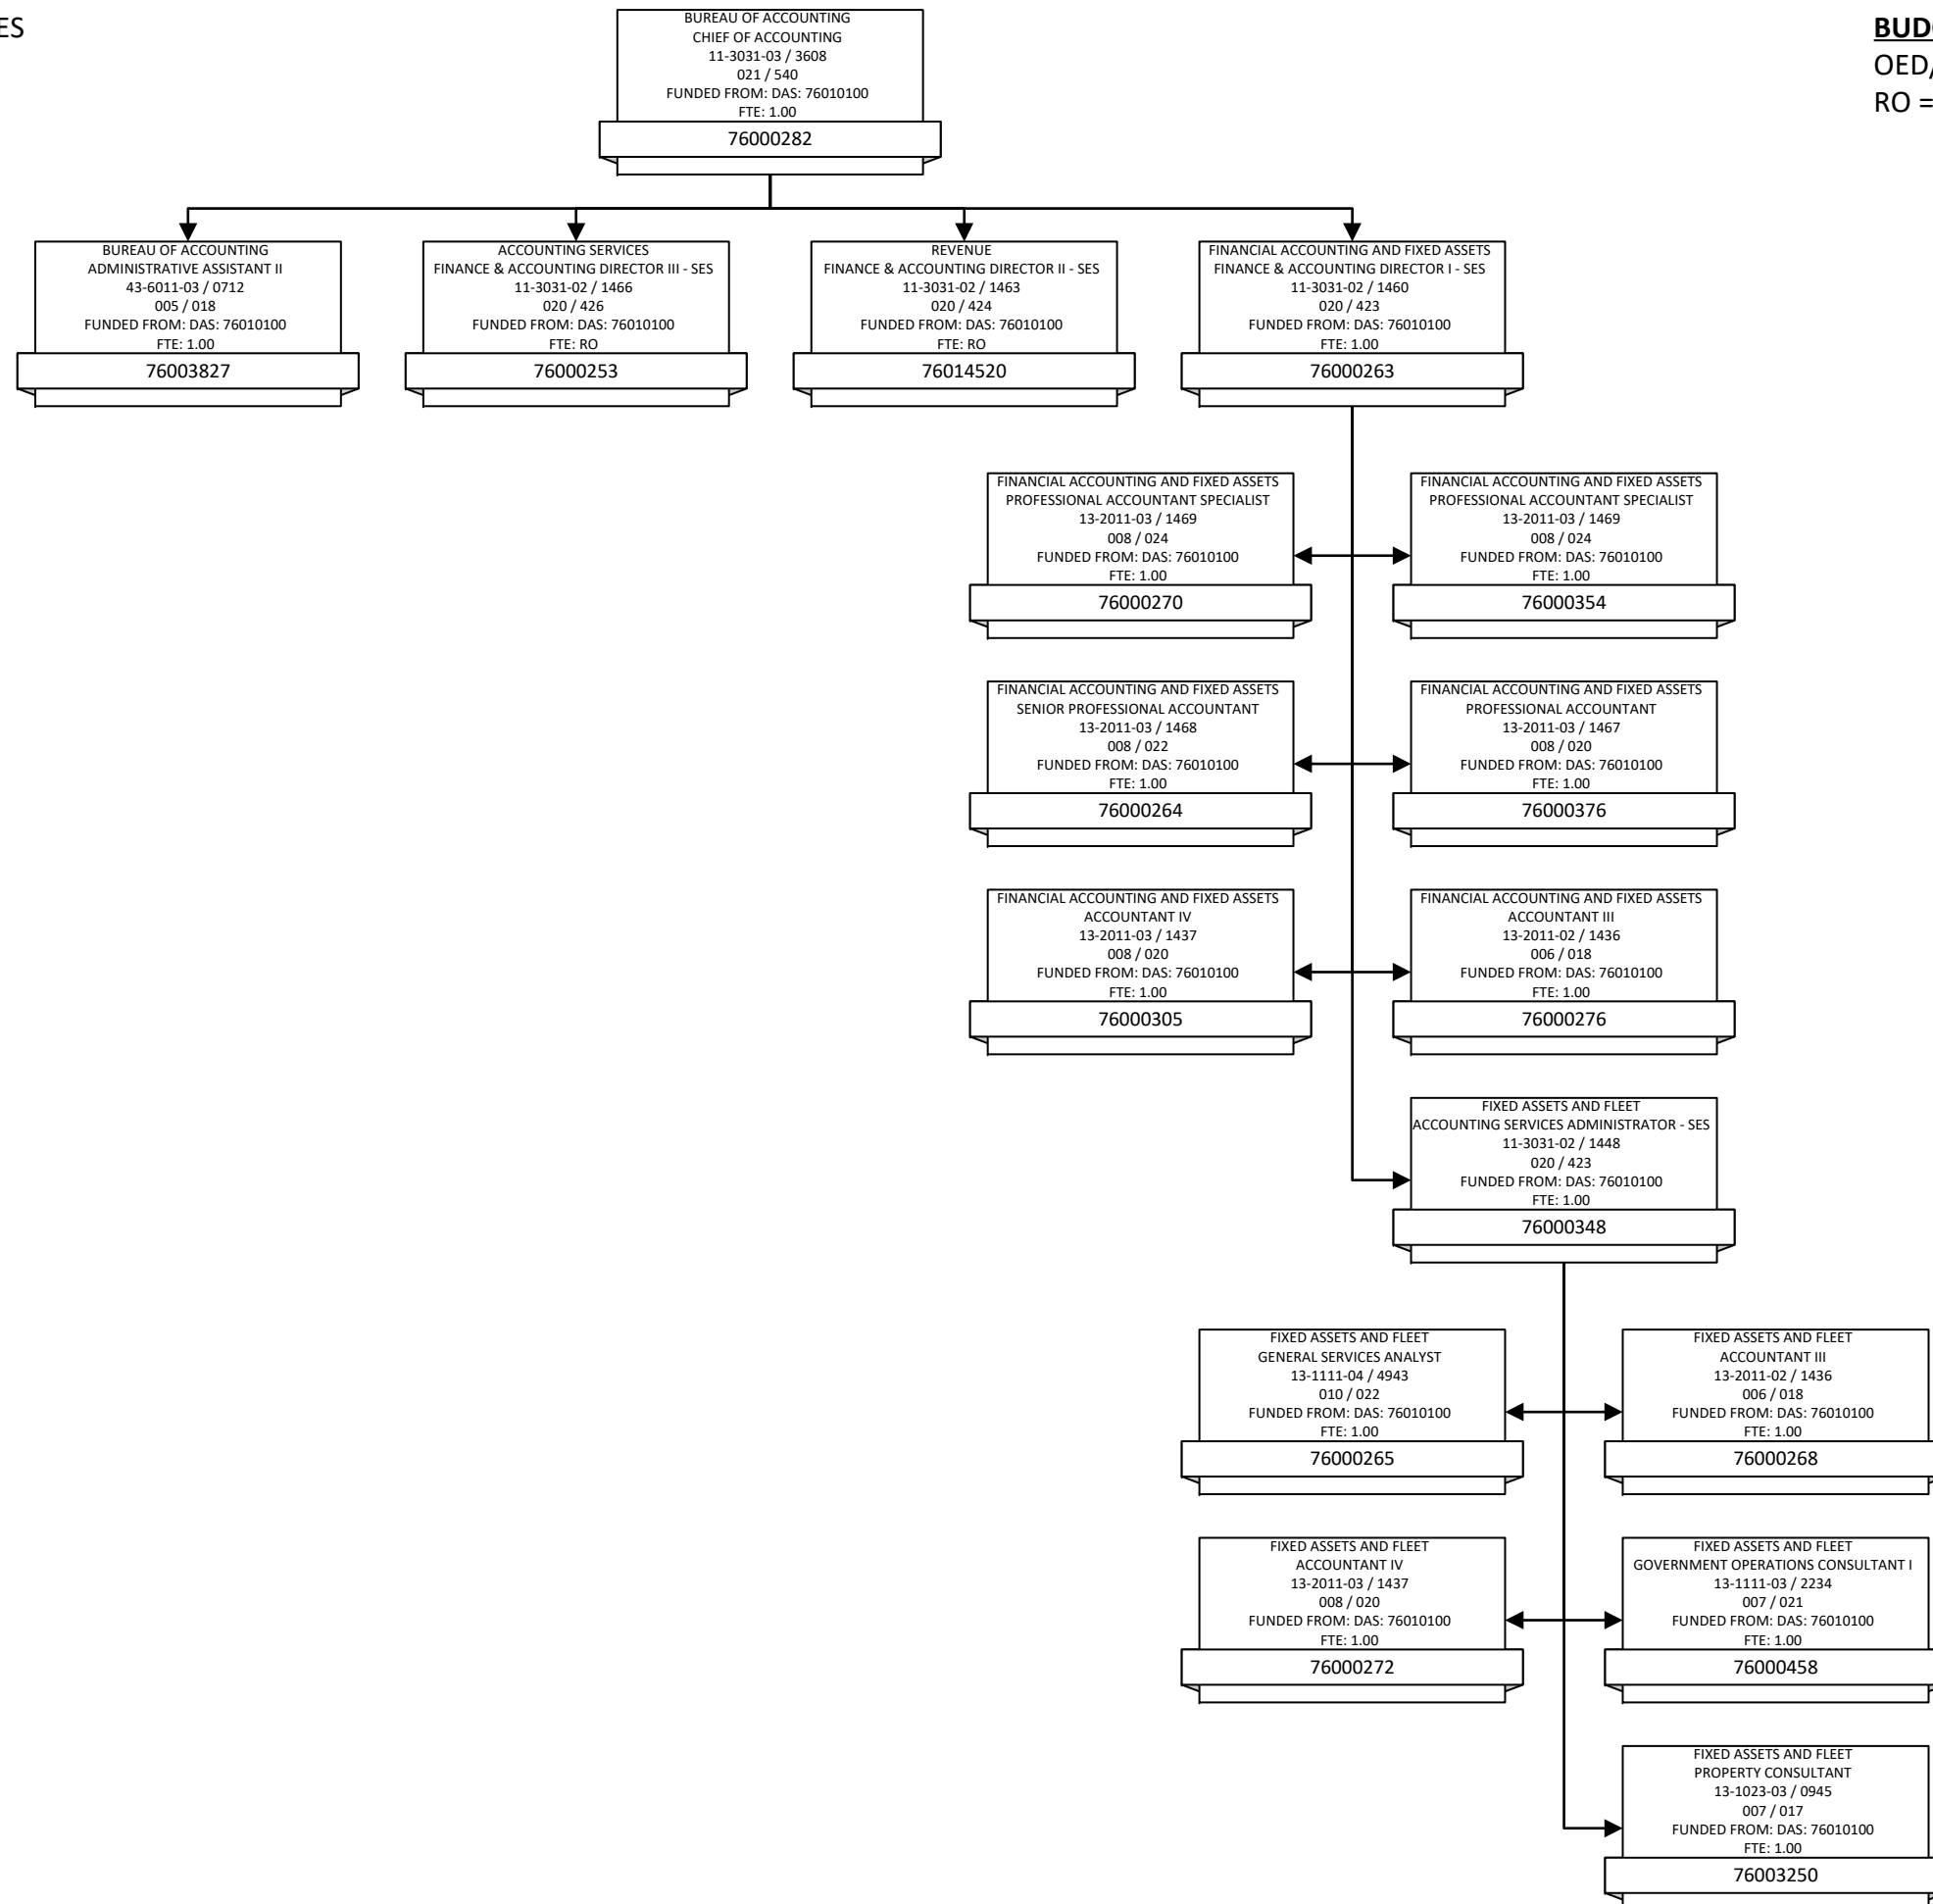 ES
BUREAU OF ACCOUNTING
CHIEF OF ACCOUNTING
11-3031-03 / 3608
021 / 540
FUNDED FROM: DAS: 76010100
FTE: 1.00
76000282
OED/
RO =
BUREAU OF ACCOUNTING
ADMINISTRATIVE ASSISTANT II
43-6011-03 / 0712
005 / 018
FUNDED FROM: DAS: 76010100
FTE: 1.00
76003827
ACCOUNTING SERVICES
FINANCE & ACCOUNTING DIRECTOR III - SES
11-3031-02 / 1466
020 / 426
FUNDED FROM: DAS: 76010100
FTE: RO
76000253
REVENUE
FINANCE & ACCOUNTING DIRECTOR II - SES
11-3031-02 / 1463
020 / 424
FUNDED FROM: DAS: 76010100
FTE: RO
76014520
FINANCIAL ACCOUNTING AND FIXED ASSETS
FINANCE & ACCOUNTING DIRECTOR I - SES
11-3031-02 / 1460
020 / 423
FUNDED FROM: DAS: 76010100
FTE: 1.00
76000263
FINANCIAL ACCOUNTING AND FIXED ASSETS
PROFESSIONAL ACCOUNTANT SPECIALIST
13-2011-03 / 1469
008 / 024
FUNDED FROM: DAS: 76010100
FTE: 1.00
76000270
FINANCIAL ACCOUNTING AND FIXED ASSETS
PROFESSIONAL ACCOUNTANT SPECIALIST
13-2011-03 / 1469
008 / 024
FUNDED FROM: DAS: 76010100
FTE: 1.00
76000354
FINANCIAL ACCOUNTING AND FIXED ASSETS
SENIOR PROFESSIONAL ACCOUNTANT
13-2011-03 / 1468
008 / 022
FUNDED FROM: DAS: 76010100
FTE: 1.00
76000264
FINANCIAL ACCOUNTING AND FIXED ASSETS
PROFESSIONAL ACCOUNTANT
13-2011-03 / 1467
008 / 020
FUNDED FROM: DAS: 76010100
FTE: 1.00
76000376
FINANCIAL ACCOUNTING AND FIXED ASSETS
ACCOUNTANT IV
13-2011-03 / 1437
008 / 020
FUNDED FROM: DAS: 76010100
FTE: 1.00
76000305
FINANCIAL ACCOUNTING AND FIXED ASSETS
ACCOUNTANT III
13-2011-02 / 1436
006 / 018
FUNDED FROM: DAS: 76010100
FTE: 1.00
76000276
FIXED ASSETS AND FLEET
ACCOUNTING SERVICES ADMINISTRATOR - SES
11-3031-02 / 1448
020 / 423
FUNDED FROM: DAS: 76010100
FTE: 1.00
76000348
FIXED ASSETS AND FLEET
GENERAL SERVICES ANALYST
13-1111-04 / 4943
010 / 022
FUNDED FROM: DAS: 76010100
FTE: 1.00
76000265
FIXED ASSETS AND FLEET
ACCOUNTANT III
13-2011-02 / 1436
006 / 018
FUNDED FROM: DAS: 76010100
FTE: 1.00
76000268
FIXED ASSETS AND FLEET
ACCOUNTANT IV
13-2011-03 / 1437
008 / 020
FUNDED FROM: DAS: 76010100
FTE: 1.00
76000272
FIXED ASSETS AND FLEET
GOVERNMENT OPERATIONS CONSULTANT I
13-1111-03 / 2234
007 / 021
FUNDED FROM: DAS: 76010100
FTE: 1.00
76000458
FIXED ASSETS AND FLEET
PROPERTY CONSULTANT
13-1023-03 / 0945
007 / 017
FUNDED FROM: DAS: 76010100
FTE: 1.00
76003250